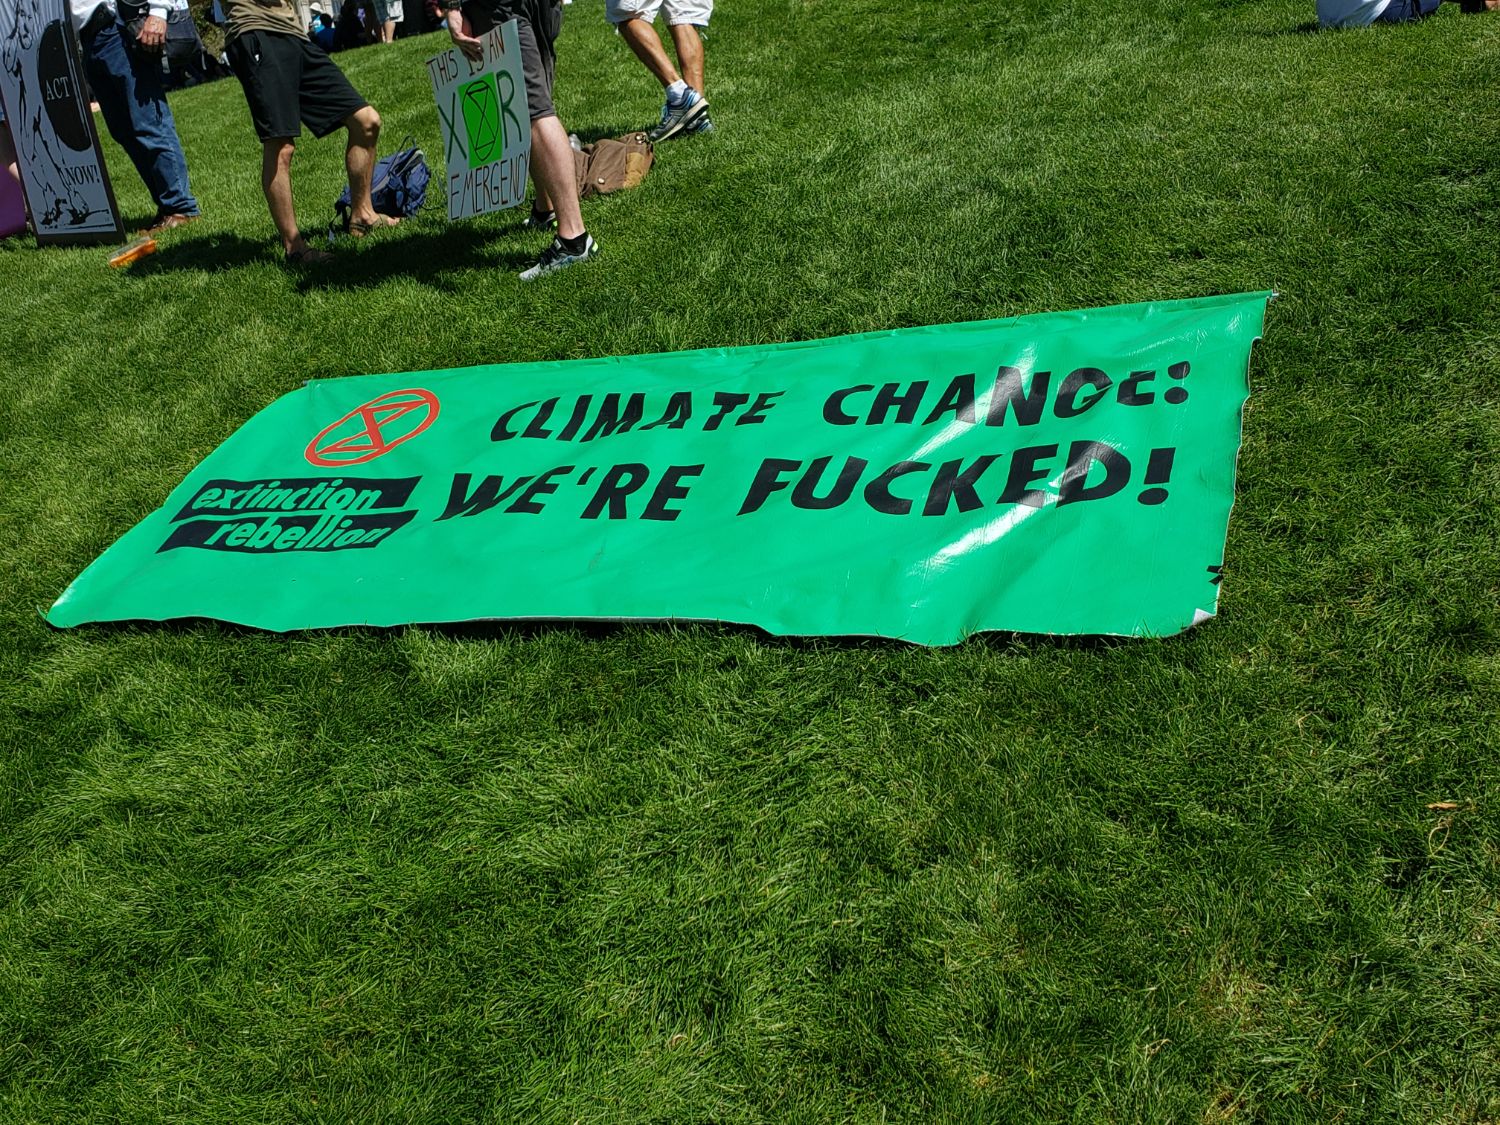 ACT
NOW!
THIS IS AN
X R
EMERGENCY
CLIMATE CHANGE:
WE'RE FUCKED!
extinction
rebellion